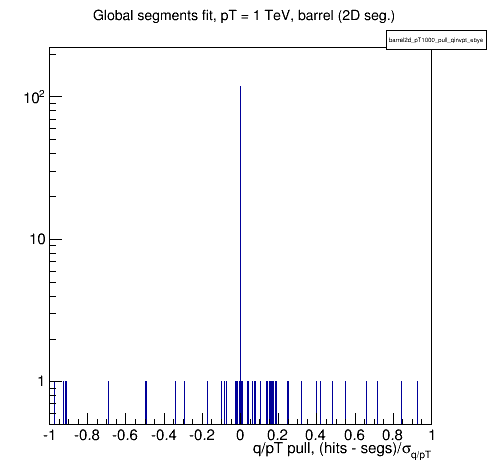 Global segments fit, pT = 1 TeV, barrel (2D seg.)
barrel2d_pT1000_pull_qinvpt_ebye
10²
10
1
-1 -0.8 -0.6 -0.4 -0.2 0 0.2 0.4 0.6 0.8 1
q/pT pull, (hits - segs)/σq/pT